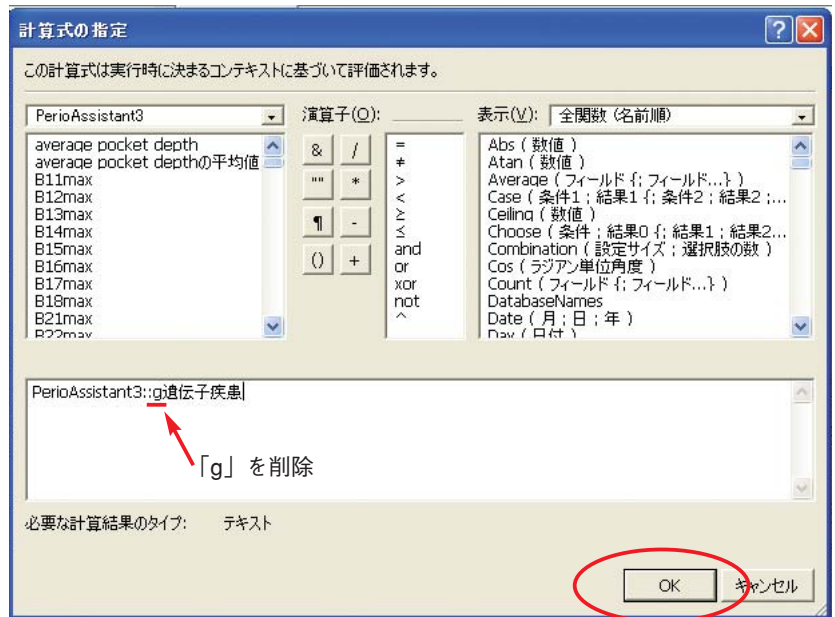 計算式の指定
この計算式は実行時に決まるコンテキストに基づいて評価されます。
PerioAssistant3
average pocket depth
average pocket depthの平均値
B11max
B12max
B13max
B14max
B15max
B16max
B17max
B18max
B21max
B22max
演算子(O):
& /
"" *
¶ -
() +
=
≠
>
<
≥
≤
and
or
xor
not
^
表示(V): 全関数（名前順）
Abs ( 数値 )
Atan ( 数値 )
Average ( フィールド {; フィールド...} )
Case ( 条件1 ; 結果1 {; 条件2 ; 結果2 ;...
Ceiling ( 数値 )
Choose ( 条件 ; 結果0 {; 結果1 ; 結果2...
Combination ( 設定サイズ ; 選択肢の数 )
Cos ( ラジアン単位角度 )
Count ( フィールド {; フィールド...} )
DatabaseNames
Date ( 月 ; 日 ; 年 )
Day ( 日付 )
PerioAssistant3::g遺伝子疾患
「g」を削除
必要な計算結果のタイプ: テキスト
OK キャンセル